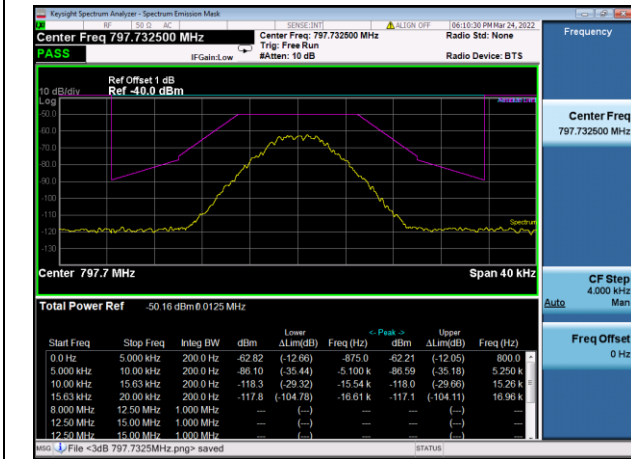 Keysight Spectrum Analyzer - Spectrum Emission Mask
RF 50 Ω AC SENSE:INT ALIGN OFF 06:10:30 PM Mar 24, 2022
Center Freq 797.732500 MHz Center Freq: 797.732500 MHz Radio Std: None
Trig: Free Run
PASS IFGain:Low #Atten: 10 dB Radio Device: BTS
Ref Offset 1 dB
10 dB/div Ref -40.0 dBm
Log
-50.0
-60.0
-70.0
-80.0
-90.0
-100
-110
-120
-130
Spectrum
Center 797.7 MHz Span 40 kHz
Total Power Ref -50.16 dBm 0.0125 MHz
Lower <- Peak -> Upper
Start Freq Stop Freq Integ BW dBm ΔLim(dB) Freq (Hz) dBm ΔLim(dB) Freq (Hz)
0.0 Hz 5.000 kHz 200.0 Hz -62.82 (-12.66) -875.0 -62.21 (-12.05) 800.0
5.000 kHz 10.00 kHz 200.0 Hz -86.10 (-35.44) -5.100 k -86.59 (-35.18) 5.250 k
10.00 kHz 15.63 kHz 200.0 Hz -118.3 (-29.32) -15.54 k -118.0 (-29.66) 15.26 k
15.63 kHz 20.00 kHz 200.0 Hz -117.8 (-104.78) -16.61 k -117.1 (-104.11) 16.96 k
8.000 MHz 12.50 MHz 1.000 MHz --- (---) --- --- (---) ---
12.50 MHz 15.00 MHz 1.000 MHz --- (---) --- --- (---) ---
12.50 MHz 15.00 MHz 1.000 MHz --- (---) --- --- (---) ---
MSG File <3dB 797.7325MHz.png> saved STATUS
Frequency
Center Freq
797.732500 MHz
CF Step
4.000 kHz
Auto Man
Freq Offset
0 Hz